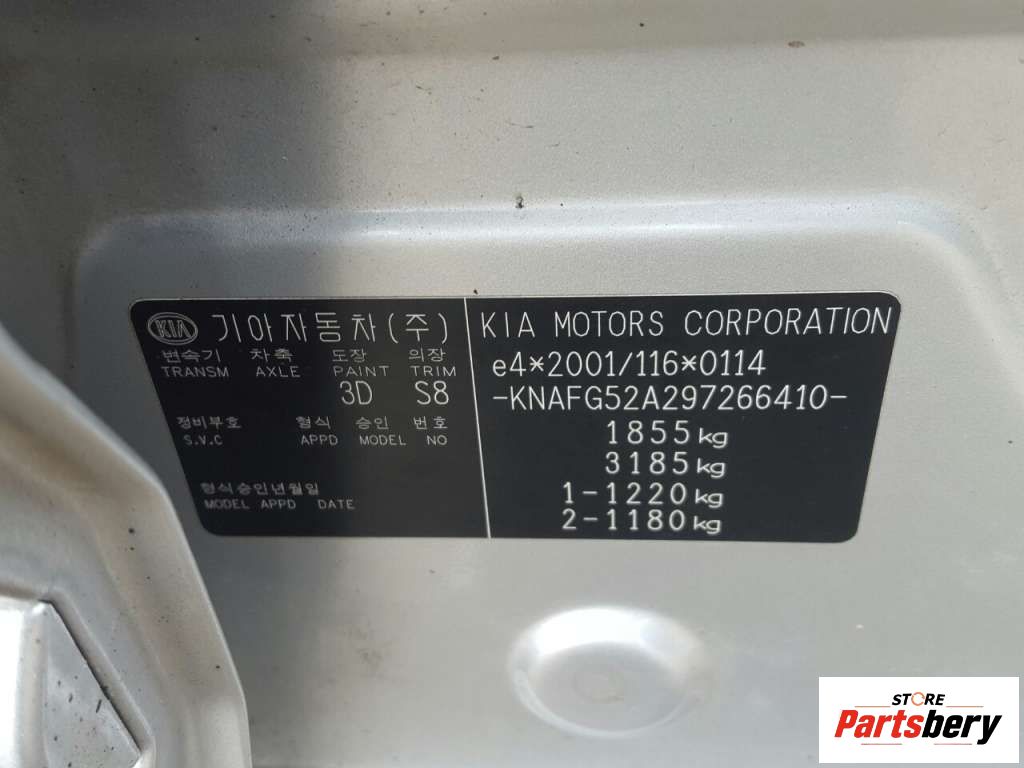 KIA 기아자동차(주)
변속기 차축 도장 의장
TRANSM AXLE PAINT TRIM
3D S8
정비부호 형식 승인 번호
S.V.C APPD MODEL NO
형식승인년월일
MODEL APPD DATE
KIA MOTORS CORPORATION
e4*2001/116*0114
-KNAFG52A297266410-
1855kg
3185kg
1-1220kg
2-1180kg
STORE
Partsbery